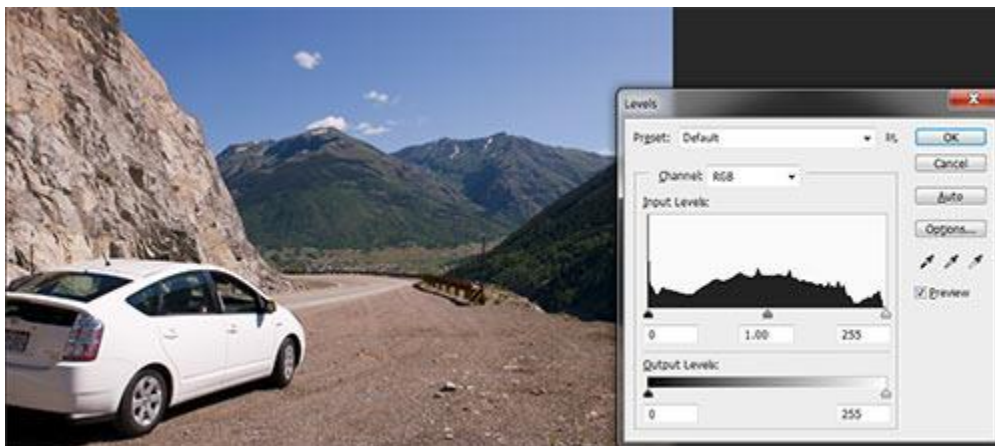 Levels
Preset: Default
OK
Cancel
Auto
Options...
Preview
Channel: RGB
Input Levels:
0 1.00 255
Output Levels:
0 255